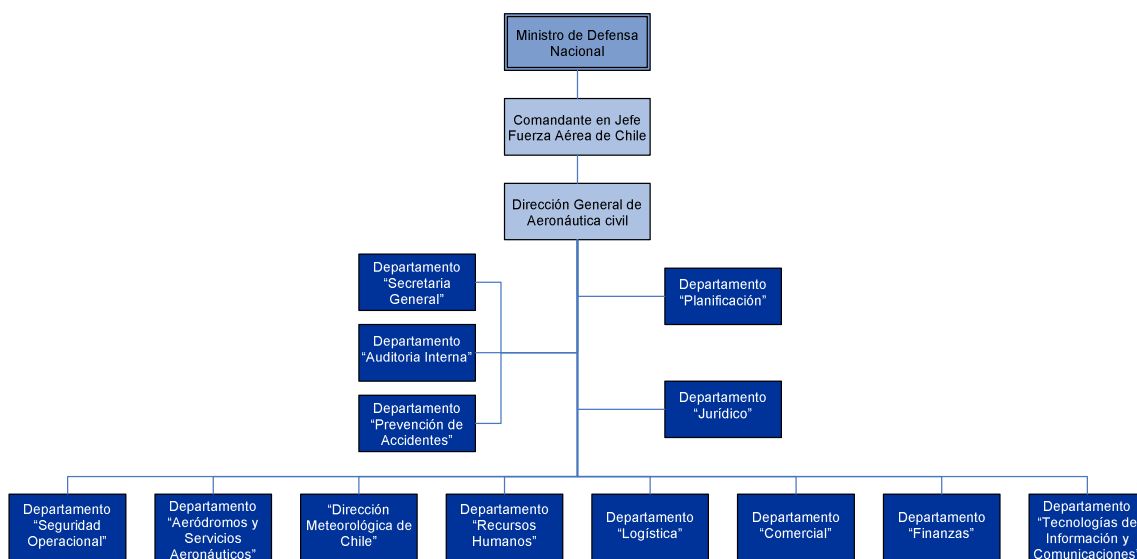 Ministro de Defensa
Nacional
Comandante en Jefe
Fuerza Aérea de Chile
Dirección General de
Aeronáutica civil
Departamento
“Secretaria
General”
Departamento
“Planificación”
Departamento
“Auditoria Interna”
Departamento
“Jurídico”
Departamento
“Prevención de
Accidentes”
Departamento
“Seguridad
Operacional”
Departamento
“Aeródromos y
Servicios
Aeronáuticos”
“Dirección
Meteorológica de
Chile”
Departamento
“Recursos
Humanos”
Departamento
“Logística”
Departamento
“Comercial”
Departamento
“Finanzas”
Departamento
“Tecnologías de
Información y
Comunicaciones